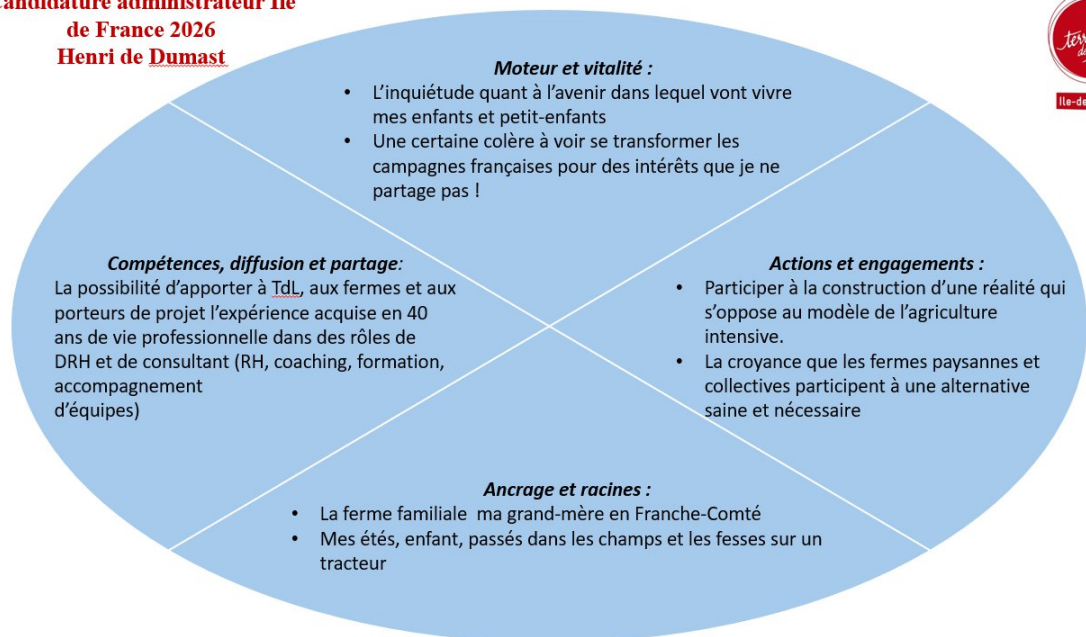 Candidature administrateur Ile
de France 2026
Henri de Dumast
Ile-de
Moteur et vitalité :
• L’inquiétude quant à l’avenir dans lequel vont vivre
mes enfants et petit-enfants
• Une certaine colère à voir se transformer les
campagnes françaises pour des intérêts que je ne
partage pas !
Compétences, diffusion et partage:
La possibilité d’apporter à TdL, aux fermes et aux
porteurs de projet l’expérience acquise en 40
ans de vie professionnelle dans des rôles de
DRH et de consultant (RH, coaching, formation,
accompagnement
d’équipes)
Actions et engagements :
• Participer à la construction d’une réalité qui
s’oppose au modèle de l’agriculture
intensive.
• La croyance que les fermes paysannes et
collectives participent à une alternative
saine et nécessaire
Ancrage et racines :
• La ferme familiale  ma grand-mère en Franche-Comté
• Mes étés, enfant, passés dans les champs et les fesses sur un
tracteur